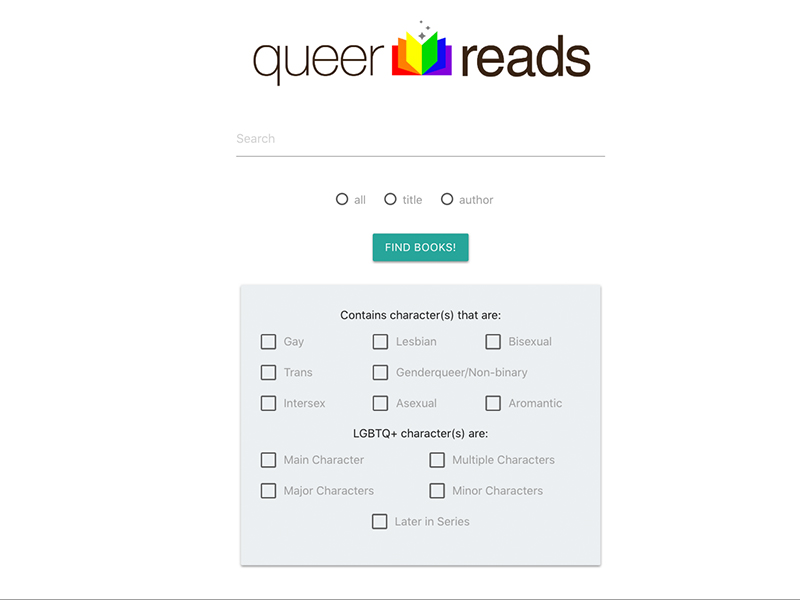 queer reads
Search
all title author
FIND BOOKS!
Contains character(s) that are:
Gay Lesbian Bisexual
Trans Genderqueer/Non-binary
Intersex Asexual Aromantic
LGBTQ+ character(s) are:
Main Character Multiple Characters
Major Characters Minor Characters
Later in Series